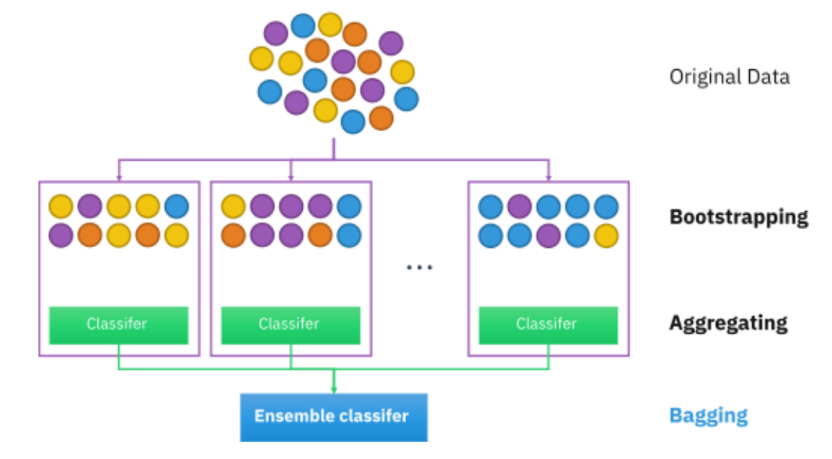 Original Data
Bootstrapping
...
Classifer
Classifer
Classifer
Aggregating
Ensemble classifer
Bagging